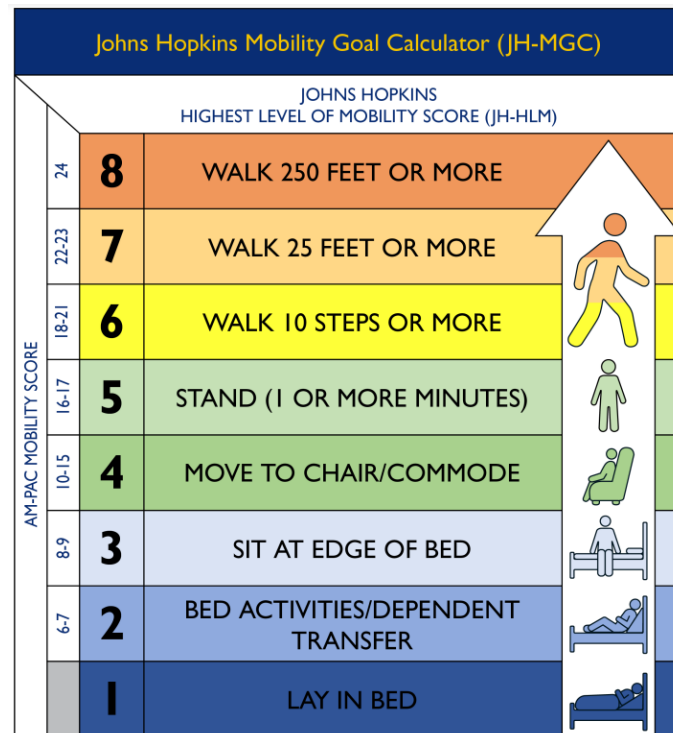 Johns Hopkins Mobility Goal Calculator (JH-MGC)
JOHNS HOPKINS
HIGHEST LEVEL OF MOBILITY SCORE (JH-HLM)
AM-PAC MOBILITY SCORE
24 8 WALK 250 FEET OR MORE
22-23 7 WALK 25 FEET OR MORE
18-21 6 WALK 10 STEPS OR MORE
16-17 5 STAND (1 OR MORE MINUTES)
10-15 4 MOVE TO CHAIR/COMMODE
8-9 3 SIT AT EDGE OF BED
6-7 2 BED ACTIVITIES/DEPENDENT
TRANSFER
1 LAY IN BED